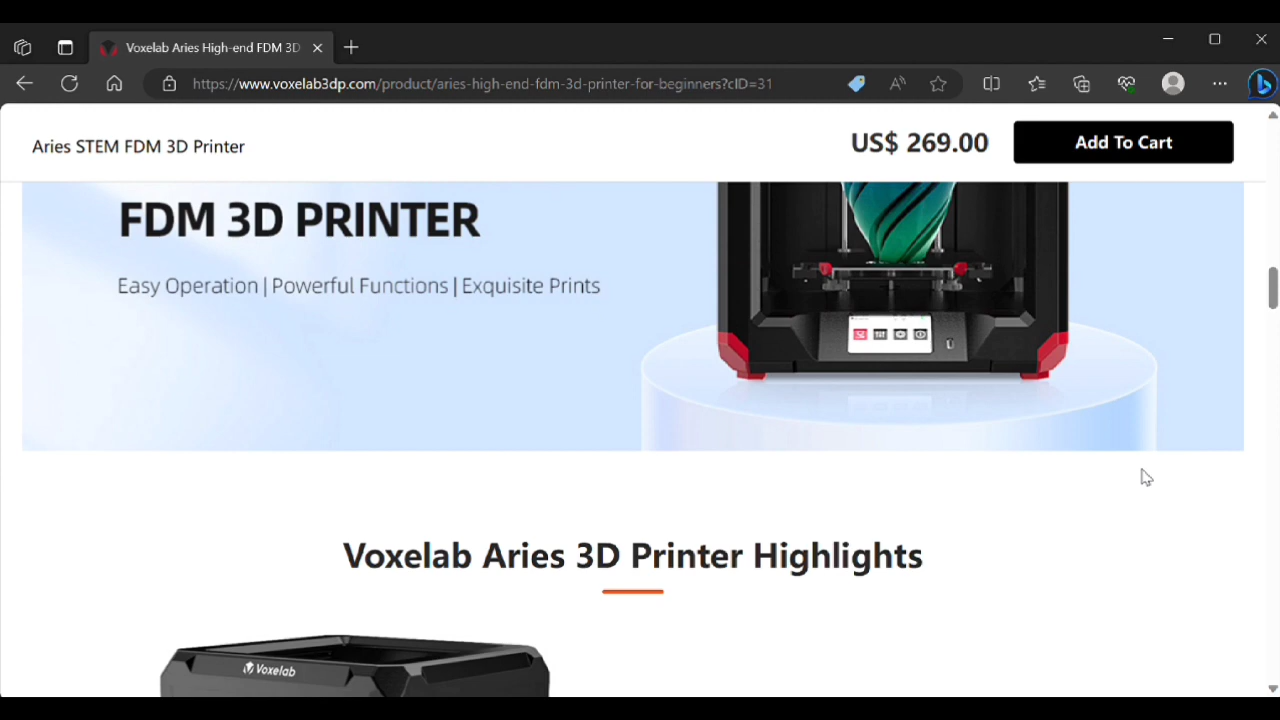 Voxelab Aries High-end FDM 3D
https://www.voxelab3dp.com/product/aries-high-end-fdm-3d-printer-for-beginners?cID=31
Aries STEM FDM 3D Printer
US$ 269.00
Add To Cart
FDM 3D PRINTER
Easy Operation | Powerful Functions | Exquisite Prints
Voxelab Aries 3D Printer Highlights
Voxelab